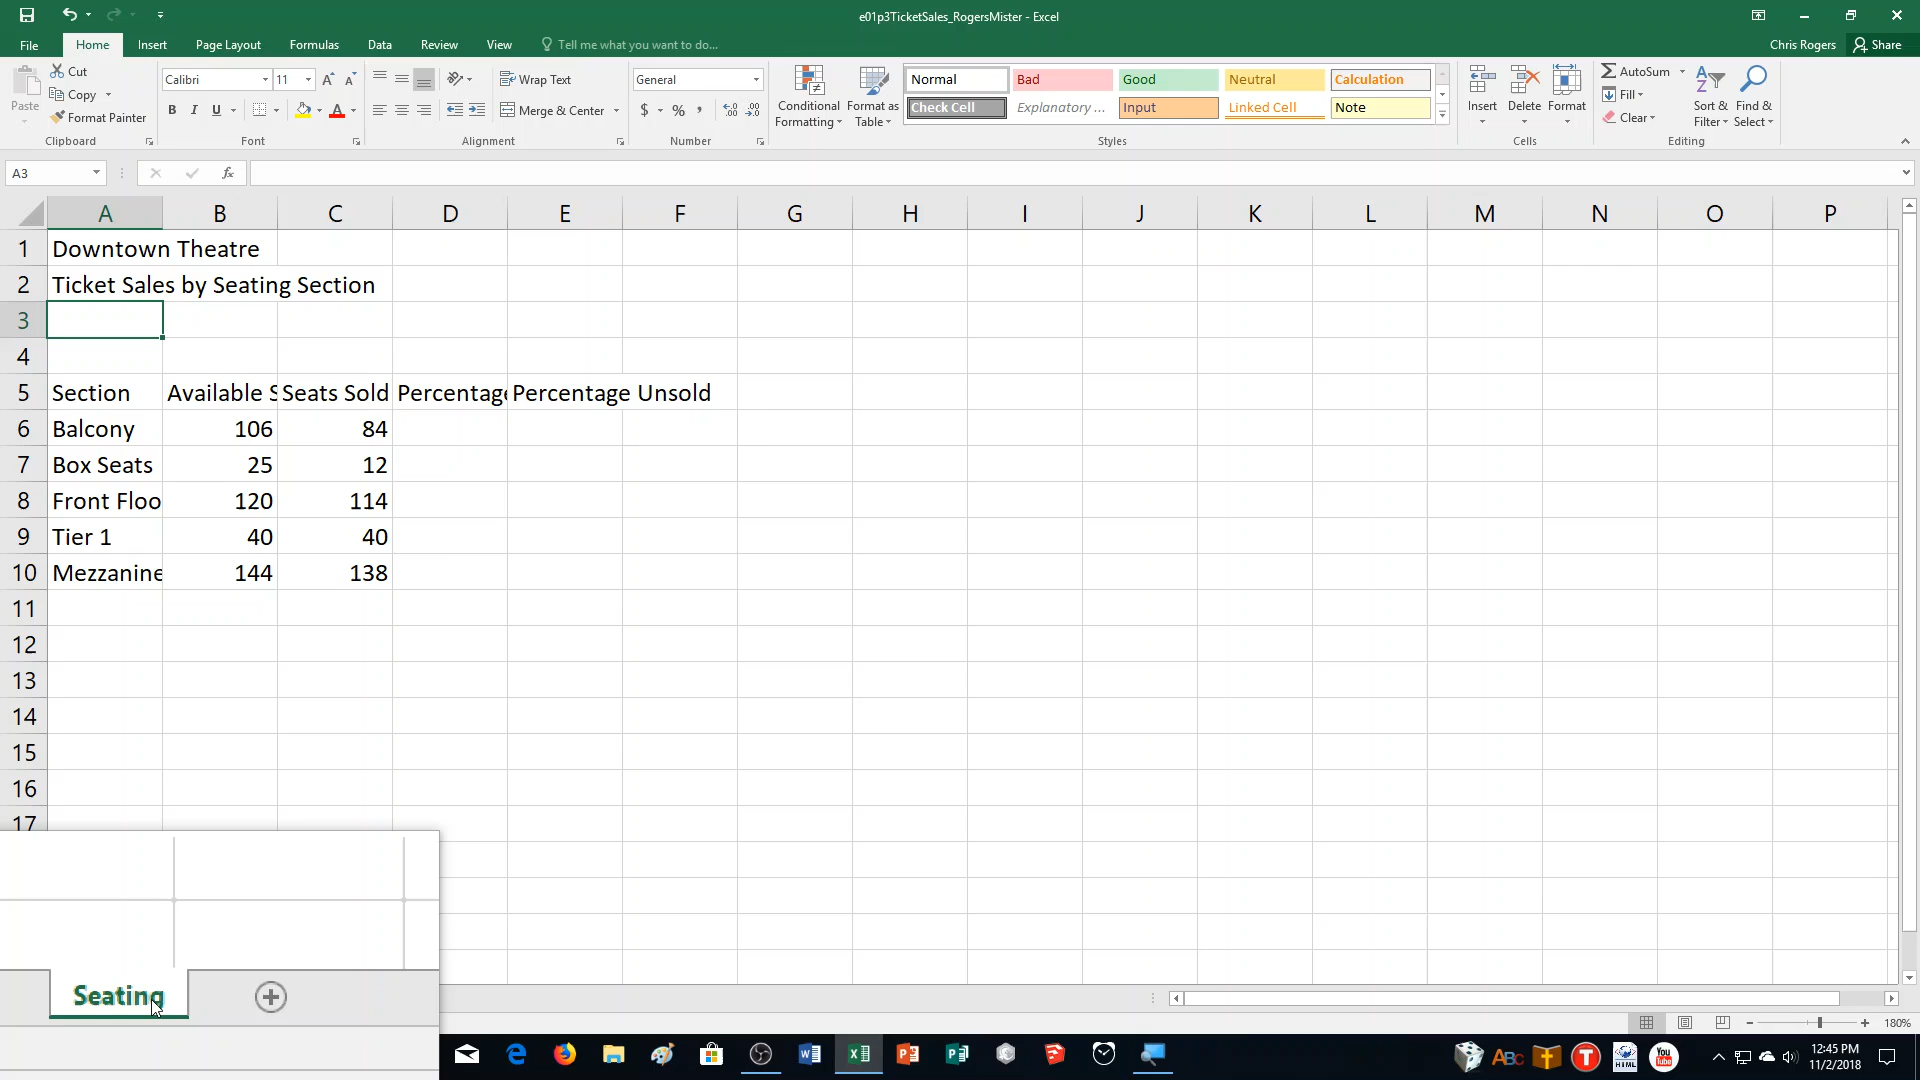 e01p3TicketSales_RogersMister - Excel
File Home Insert Page Layout Formulas Data Review View Tell me what you want to do... Chris Rogers Share
Paste
Cut
Copy
Format Painter
Clipboard
Calibri 11
B I U
Font
Wrap Text
Merge & Center
Alignment
General
$ % ,
Number
Conditional Formatting
Format as Table
Normal Bad Good Neutral Calculation
Check Cell Explanatory ... Input Linked Cell Note
Styles
Insert Delete Format
Cells
AutoSum
Fill
Clear
Sort & Filter
Find & Select
Editing
A3 fx
A B C D E F G H I J K L M N O P
1 Downtown Theatre
2 Ticket Sales by Seating Section
3
4
5 Section Available S Seats Sold Percentage Percentage Unsold
6 Balcony 106 84
7 Box Seats 25 12
8 Front Floo 120 114
9 Tier 1 40 40
10 Mezzanine 144 138
11
12
13
14
15
16
17
Seating
180%
12:45 PM
11/2/2018